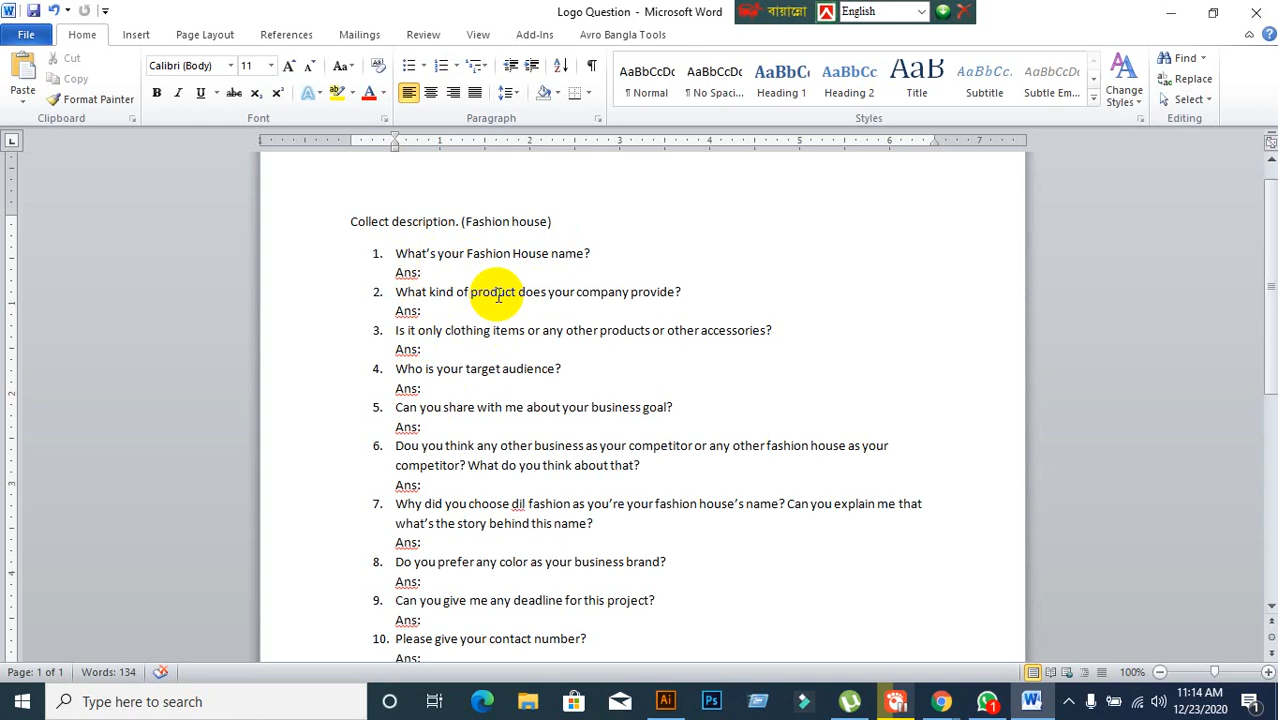 Logo Question - Microsoft Word
বায়ান্নো
English
File
Home
Insert
Page Layout
References
Mailings
Review
View
Add-Ins
Avro Bangla Tools
Paste
Cut
Copy
Format Painter
Clipboard
Calibri (Body)
11
Font
Paragraph
AaBbCcDc
¶ Normal
AaBbCcDc
¶ No Spaci...
AaBbCc
Heading 1
AaBbCc
Heading 2
AaB
Title
AaBbCcDc
Subtitle
AaBbCcDc
Subtle Em...
Change
Styles
Styles
Find
Replace
Select
Editing
Collect description. (Fashion house)
1. What’s your Fashion House name?
Ans:
2. What kind of product does your company provide?
Ans:
3. Is it only clothing items or any other products or other accessories?
Ans:
4. Who is your target audience?
Ans:
5. Can you share with me about your business goal?
Ans:
6. Dou you think any other business as your competitor or any other fashion house as your
competitor? What do you think about that?
Ans:
7. Why did you choose dil fashion as you’re your fashion house’s name? Can you explain me that
what’s the story behind this name?
Ans:
8. Do you prefer any color as your business brand?
Ans:
9. Can you give me any deadline for this project?
Ans:
10. Please give your contact number?
Ans:
Page: 1 of 1
Words: 134
100%
Type here to search
11:14 AM
12/23/2020